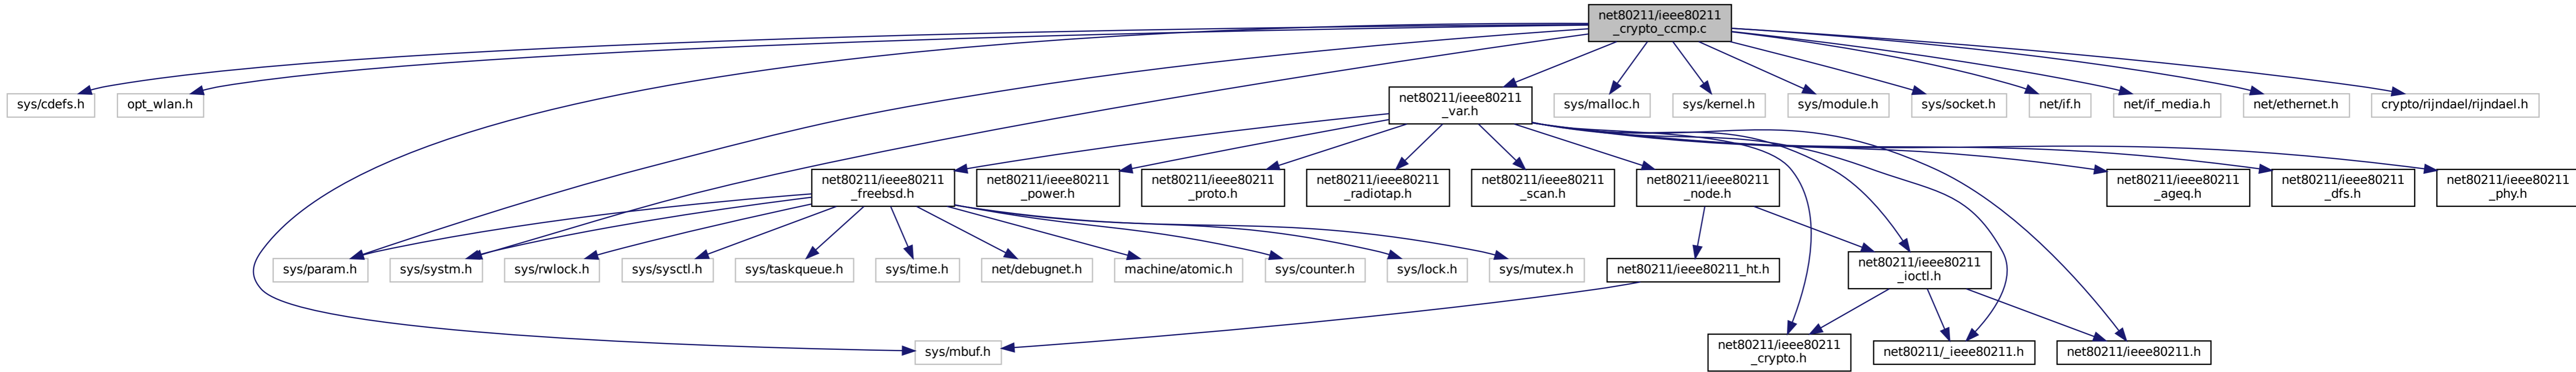 net80211/ieee80211
_crypto_ccmp.c
sys/cdefs.h
opt_wlan.h
net80211/ieee80211
_var.h
sys/malloc.h
sys/kernel.h
sys/module.h
sys/socket.h
net/if.h
net/if_media.h
net/ethernet.h
crypto/rijndael/rijndael.h
net80211/ieee80211
_freebsd.h
net80211/ieee80211
_power.h
net80211/ieee80211
_proto.h
net80211/ieee80211
_radiotap.h
net80211/ieee80211
_scan.h
net80211/ieee80211
_node.h
net80211/ieee80211
_ageq.h
net80211/ieee80211
_dfs.h
net80211/ieee80211
_phy.h
sys/param.h
sys/systm.h
sys/rwlock.h
sys/sysctl.h
sys/taskqueue.h
sys/time.h
net/debugnet.h
machine/atomic.h
sys/counter.h
sys/lock.h
sys/mutex.h
net80211/ieee80211_ht.h
net80211/ieee80211
_ioctl.h
sys/mbuf.h
net80211/ieee80211
_crypto.h
net80211/_ieee80211.h
net80211/ieee80211.h